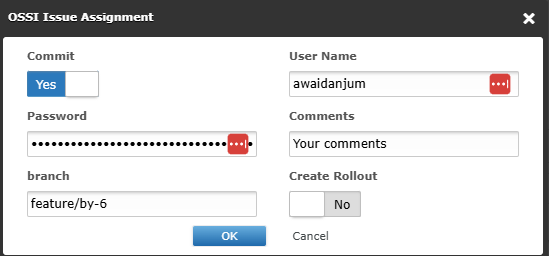 OSSI Issue Assignment
Commit
User Name
Yes
awaidanjum
Password
Comments
Your comments
branch
Create Rollout
feature/by-6
No
OK
Cancel